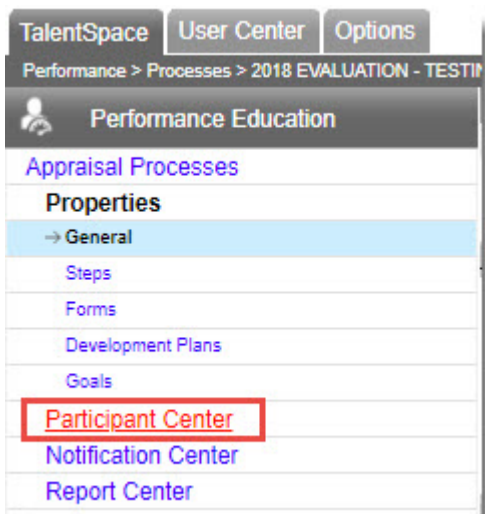 TalentSpace User Center Options
Performance > Processes > 2018 EVALUATION - TESTIN
Performance Education
Appraisal Processes
Properties
→ General
Steps
Forms
Development Plans
Goals
Participant Center
Notification Center
Report Center